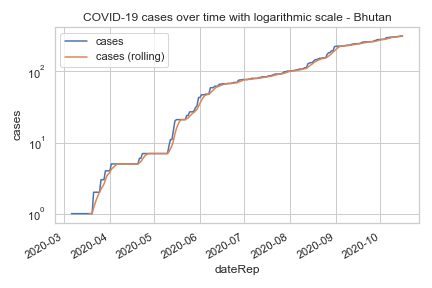 COVID-19 cases over time with logarithmic scale - Bhutan
cases
cases (rolling)
10²
10¹
10⁰
cases
2020-03
2020-04
2020-05
2020-06
2020-07
2020-08
2020-09
2020-10
dateRep